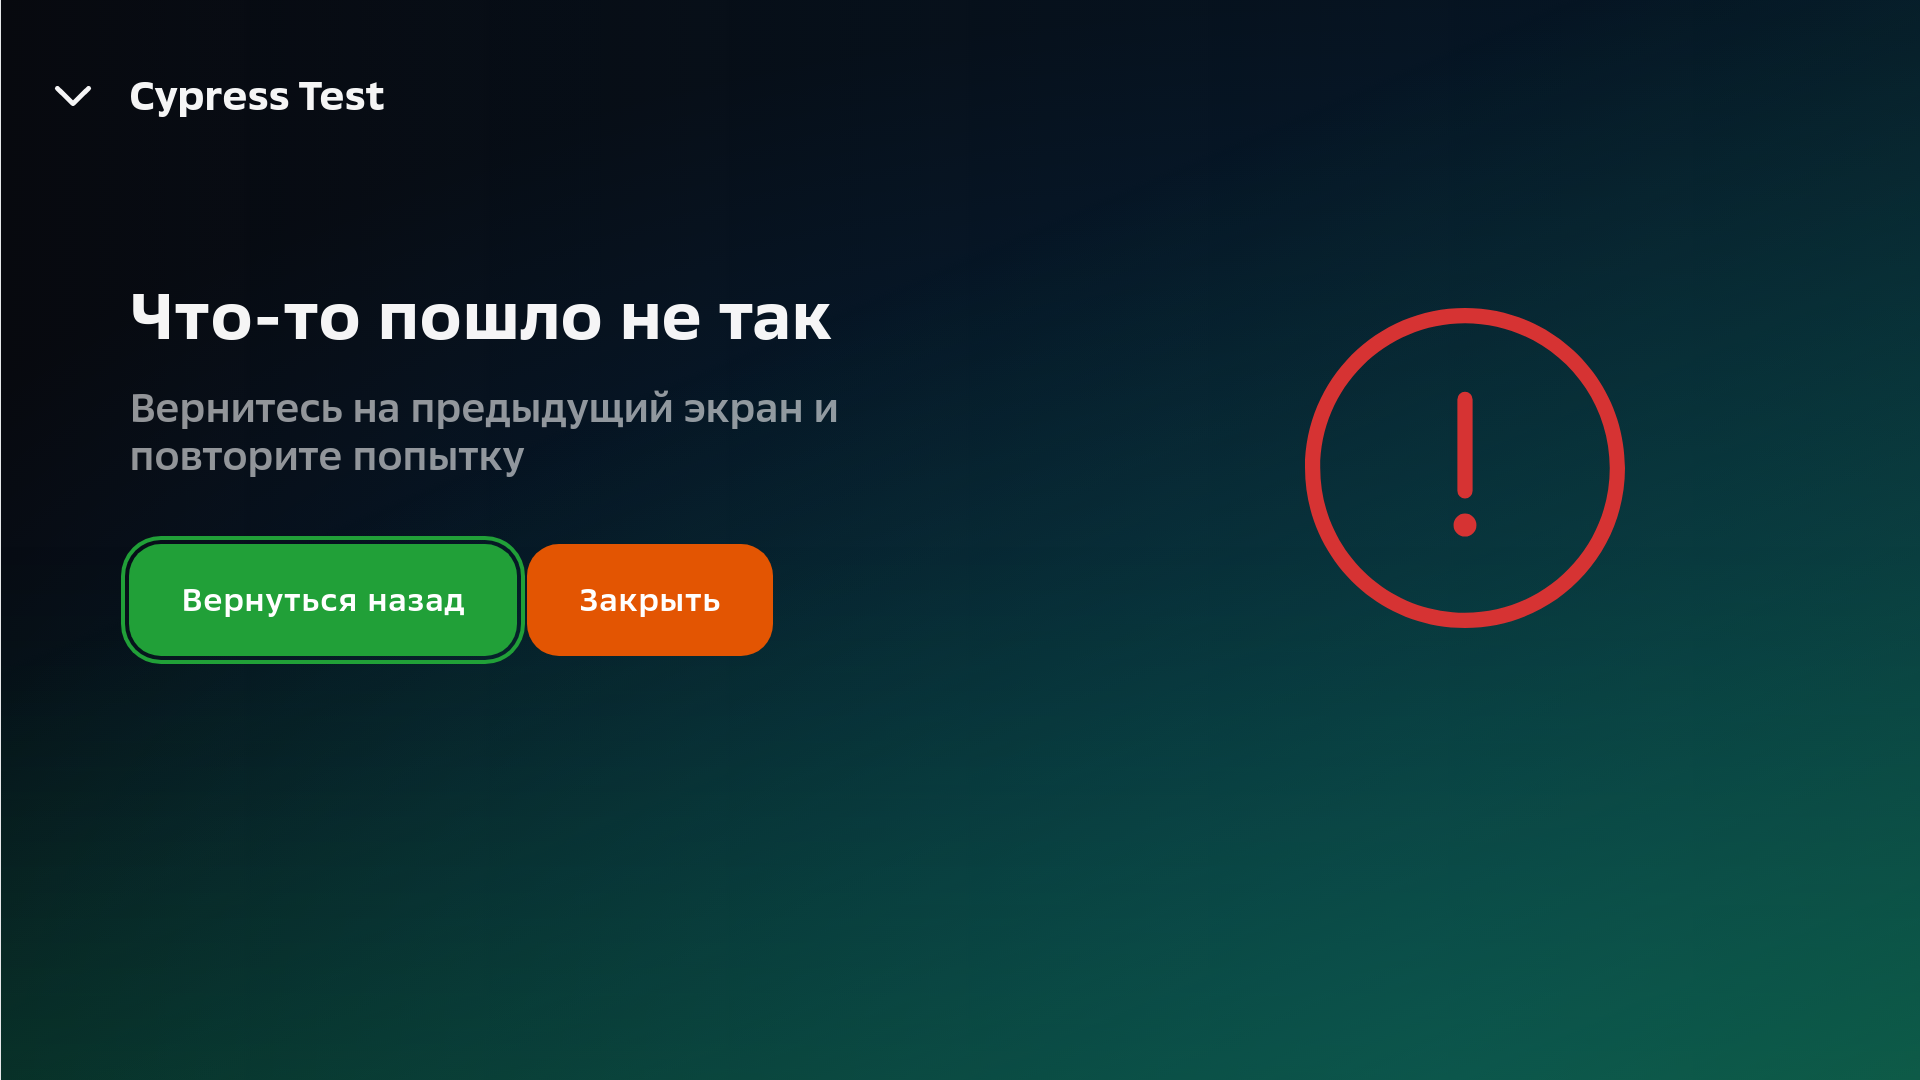 Cypress Test
Что-то пошло не так
Вернитесь на предыдущий экран и
повторите попытку
Вернуться назад
Закрыть